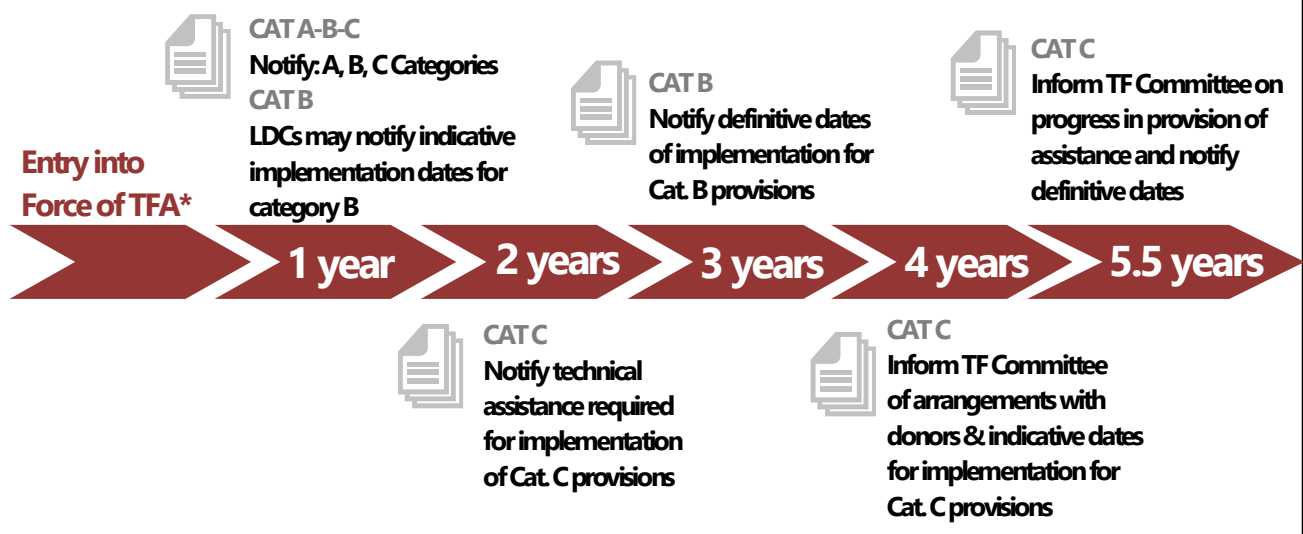 CAT A-B-C
Notify: A, B, C Categories
CAT B
LDCs may notify indicative
implementation dates for
category B
CAT B
Notify definitive dates
of implementation for
Cat. B provisions
CAT C
Inform TF Committee on
progress in provision of
assistance and notify
definitive dates
Entry into
Force of TFA*
1 year
2 years
3 years
4 years
5.5 years
CAT C
Notify technical
assistance required
for implementation
of Cat. C provisions
CAT C
Inform TF Committee
of arrangements with
donors & indicative dates
for implementation for
Cat. C provisions